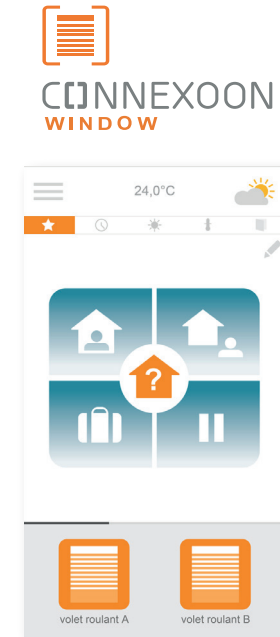 CONNEXOON
WINDOW
24,0°C
?
volet roulant A
volet roulant B